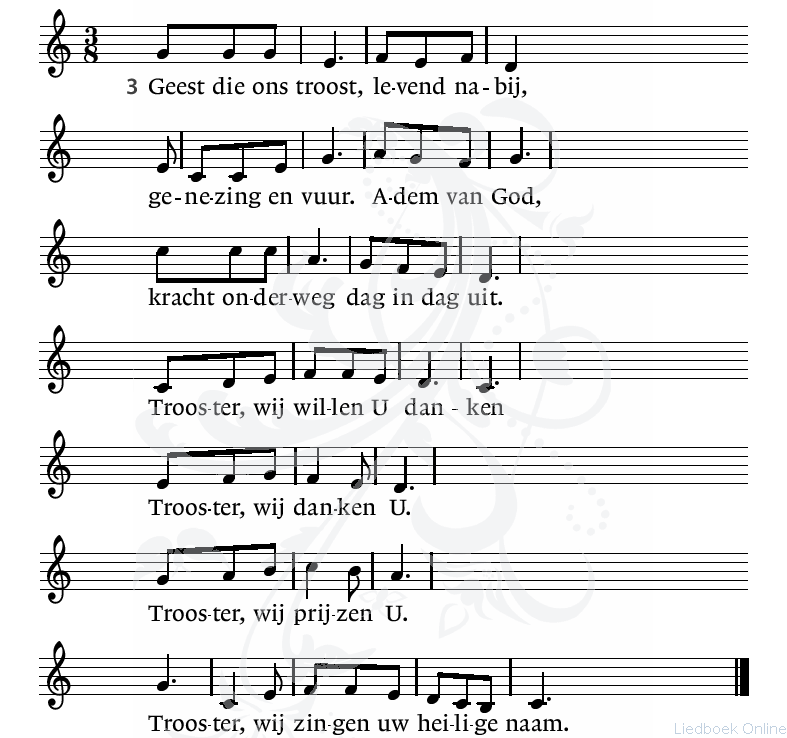 3
8
3 Geest die ons troost, le-vend na-bij,
ge-ne-zing en vuur. A-dem van God,
kracht on-der-weg dag in dag uit.
Troos-ter, wij wil-len U dan - ken
Troos-ter, wij dan-ken U.
Troos-ter, wij prij-zen U.
Troos-ter, wij zin-gen uw hei-li-ge naam.
Liedboek Online